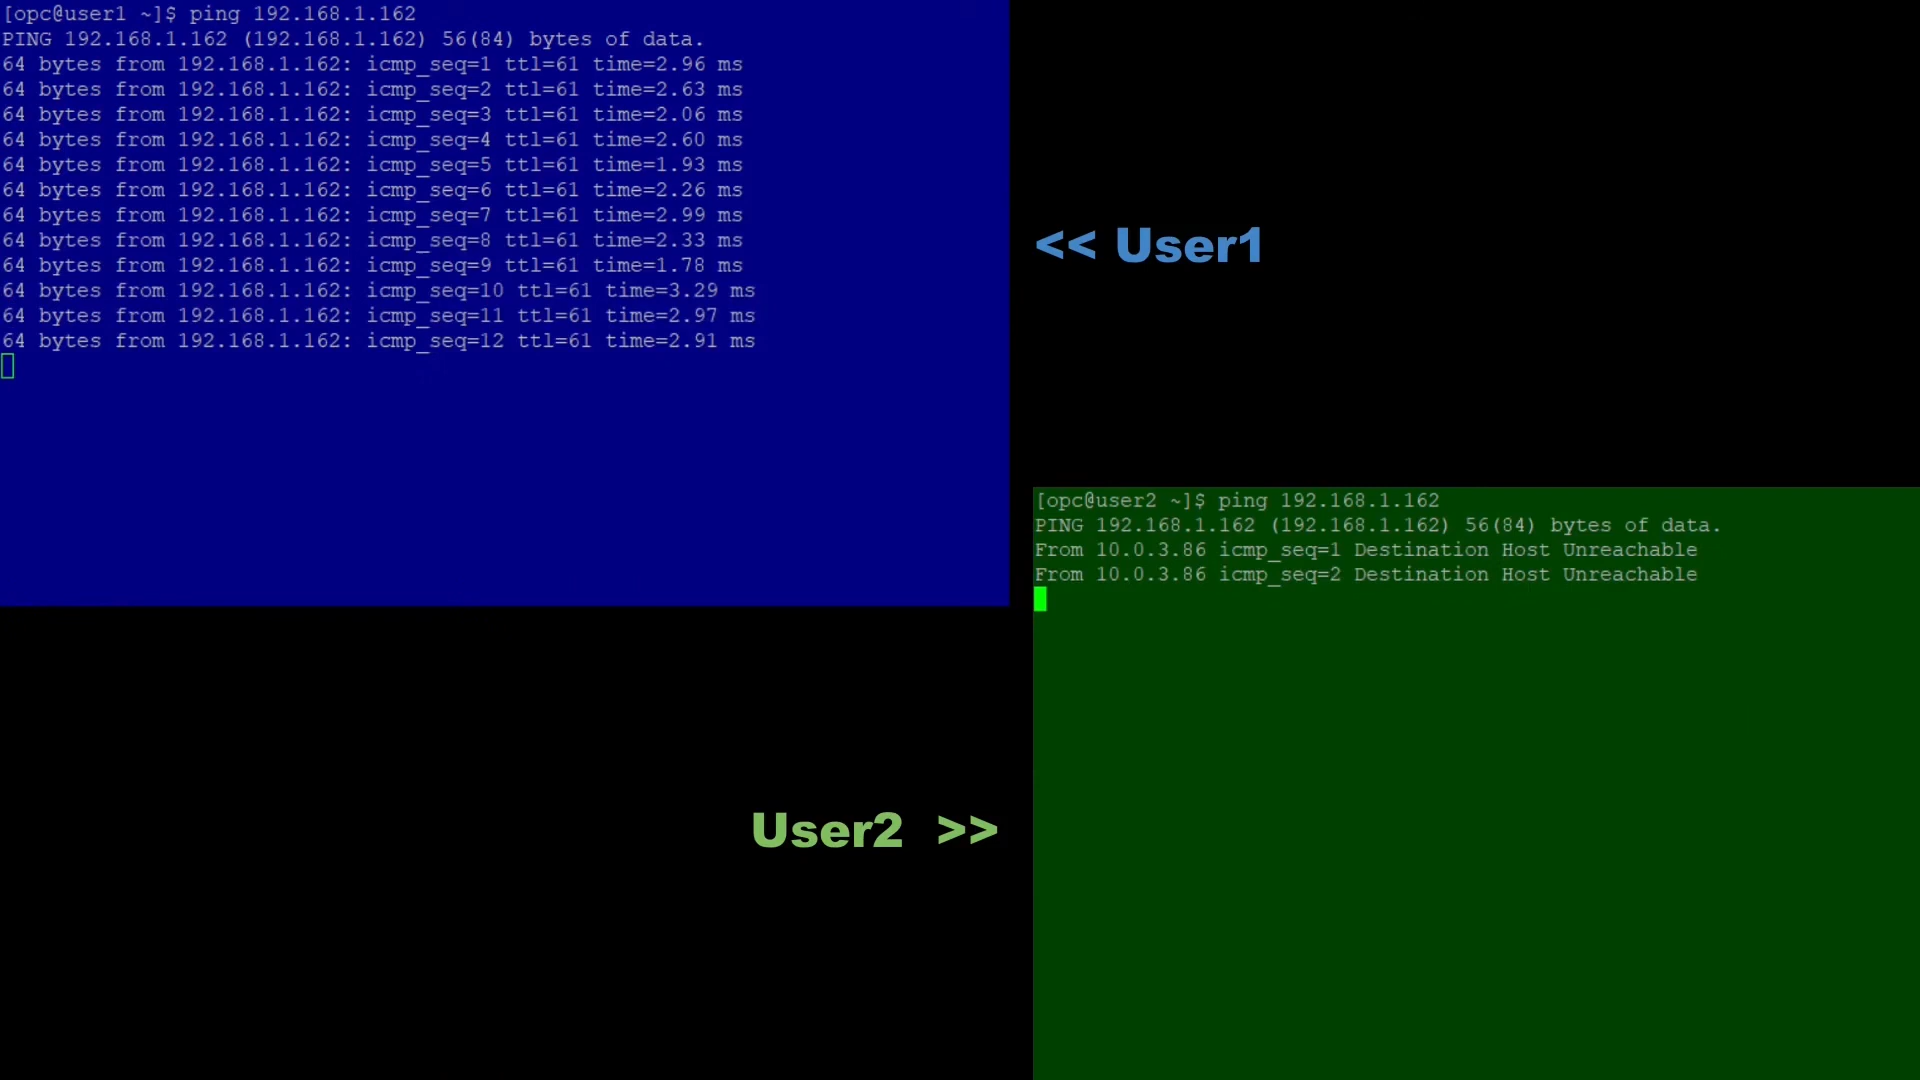 [opc@user1 ~]$ ping 192.168.1.162
PING 192.168.1.162 (192.168.1.162) 56(84) bytes of data.
64 bytes from 192.168.1.162: icmp_seq=1 ttl=61 time=2.96 ms
64 bytes from 192.168.1.162: icmp_seq=2 ttl=61 time=2.63 ms
64 bytes from 192.168.1.162: icmp_seq=3 ttl=61 time=2.06 ms
64 bytes from 192.168.1.162: icmp_seq=4 ttl=61 time=2.60 ms
64 bytes from 192.168.1.162: icmp_seq=5 ttl=61 time=1.93 ms
64 bytes from 192.168.1.162: icmp_seq=6 ttl=61 time=2.26 ms
64 bytes from 192.168.1.162: icmp_seq=7 ttl=61 time=2.99 ms
64 bytes from 192.168.1.162: icmp_seq=8 ttl=61 time=2.33 ms
64 bytes from 192.168.1.162: icmp_seq=9 ttl=61 time=1.78 ms
64 bytes from 192.168.1.162: icmp_seq=10 ttl=61 time=3.29 ms
64 bytes from 192.168.1.162: icmp_seq=11 ttl=61 time=2.97 ms
64 bytes from 192.168.1.162: icmp_seq=12 ttl=61 time=2.91 ms
<< User1
[opc@user2 ~]$ ping 192.168.1.162
PING 192.168.1.162 (192.168.1.162) 56(84) bytes of data.
From 10.0.3.86 icmp_seq=1 Destination Host Unreachable
From 10.0.3.86 icmp_seq=2 Destination Host Unreachable
User2 >>